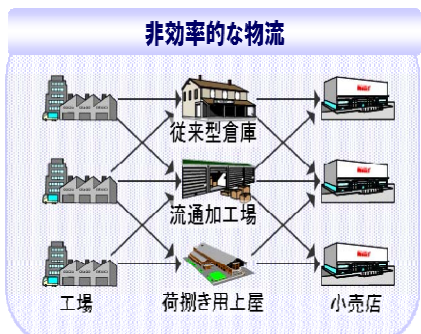 非効率的な物流
従来型倉庫
流通加工場
工場
荷捌き用上屋
小売店